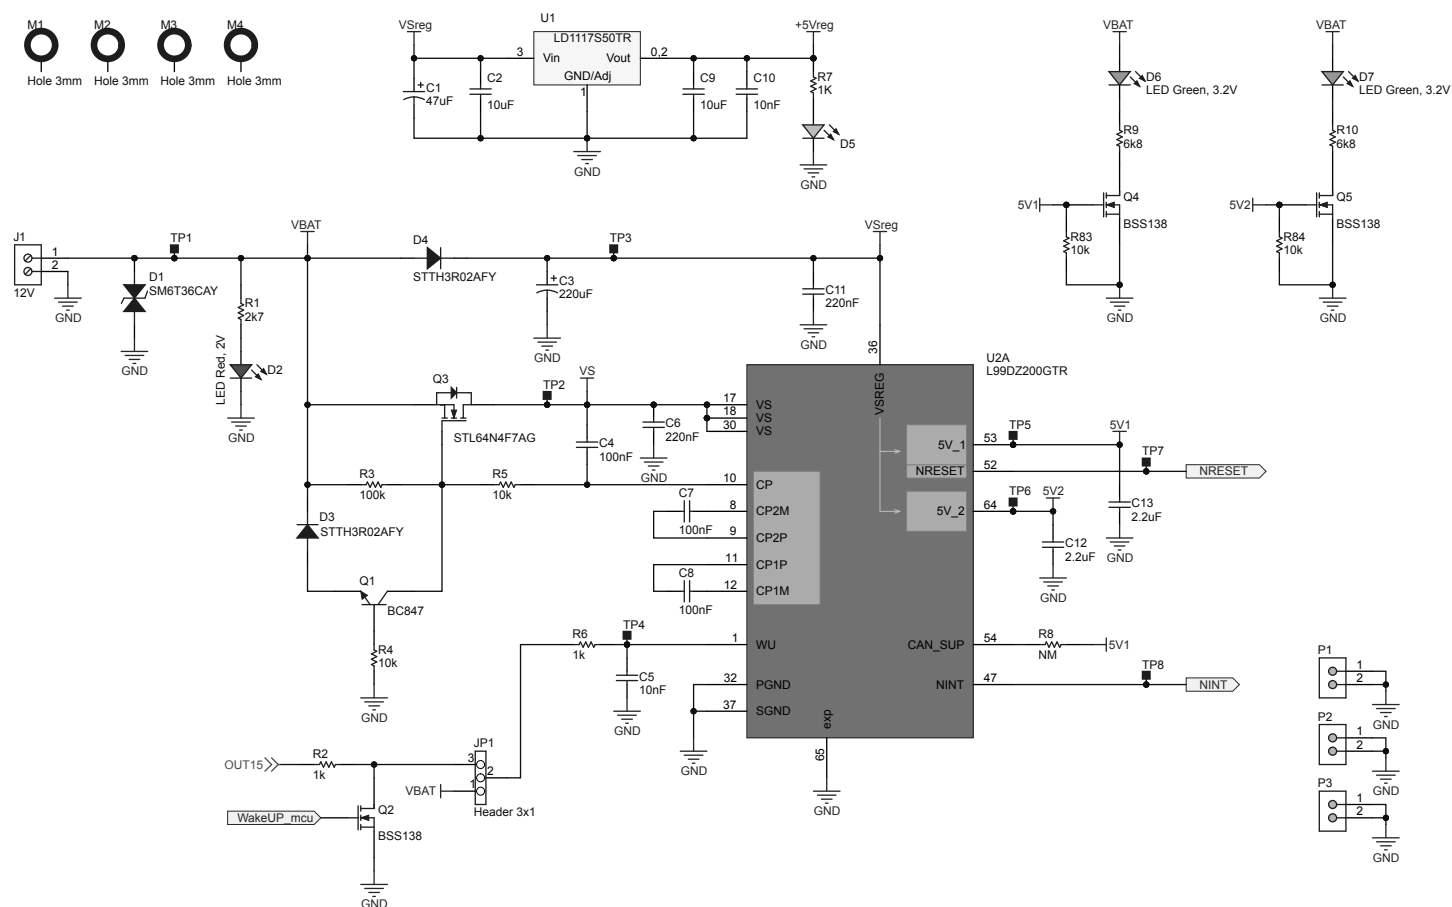 M1
Hole 3mm
M2
Hole 3mm
M3
Hole 3mm
M4
Hole 3mm
VSreg
C1
47uF
+
C2
10uF
U1
LD1117S50TR
3
Vin
Vout
0,2
GND/Adj
1
GND
C9
10uF
C10
10nF
+5Vreg
R7
1K
D5
GND
VBAT
D6
LED Green, 3.2V
R9
6k8
Q4
BSS138
5V1
R83
10k
GND
VBAT
D7
LED Green, 3.2V
R10
6k8
Q5
BSS138
5V2
R84
10k
GND
J1
1
2
12V
GND
TP1
D1
SM6T36CAY
GND
R1
2k7
LED Red, 2V
D2
GND
VBAT
D4
STTH3R02AFY
+
C3
220uF
GND
TP3
C11
220nF
GND
VSreg
36
U2A
L99DZ200GTR
Q3
STL64N4F7AG
TP2
VS
C4
100nF
C6
220nF
GND
17
VS
18
VS
30
VS
R3
100k
R5
10k
10
CP
C7
100nF
8
CP2M
9
CP2P
11
CP1P
C8
100nF
12
CP1M
D3
STTH3R02AFY
Q1
BC847
R4
10k
GND
VSREG
5V_1
53
TP5
5V1
NRESET
52
TP7
NRESET
5V_2
64
TP6
5V2
C13
2.2uF
GND
C12
2.2uF
GND
R6
1k
TP4
1
WU
C5
10nF
GND
32
PGND
37
SGND
GND
exp
65
GND
CAN_SUP
54
R8
NM
5V1
NINT
47
TP8
NINT
OUT15
R2
1k
JP1
3
2
1
VBAT
Header 3x1
WakeUP_mcu
Q2
BSS138
GND
P1
1
2
GND
P2
1
2
GND
P3
1
2
GND